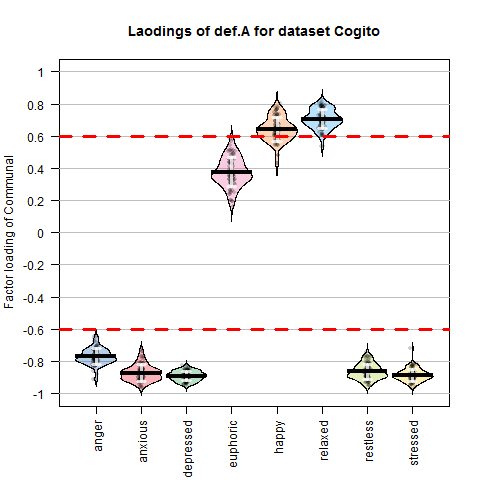 Laodings of def.A for dataset Cogito
Factor loading of Communal
1
0.8
0.6
0.4
0.2
0
-0.2
-0.4
-0.6
-0.8
-1
anger
anxious
depressed
euphoric
happy
relaxed
restless
stressed